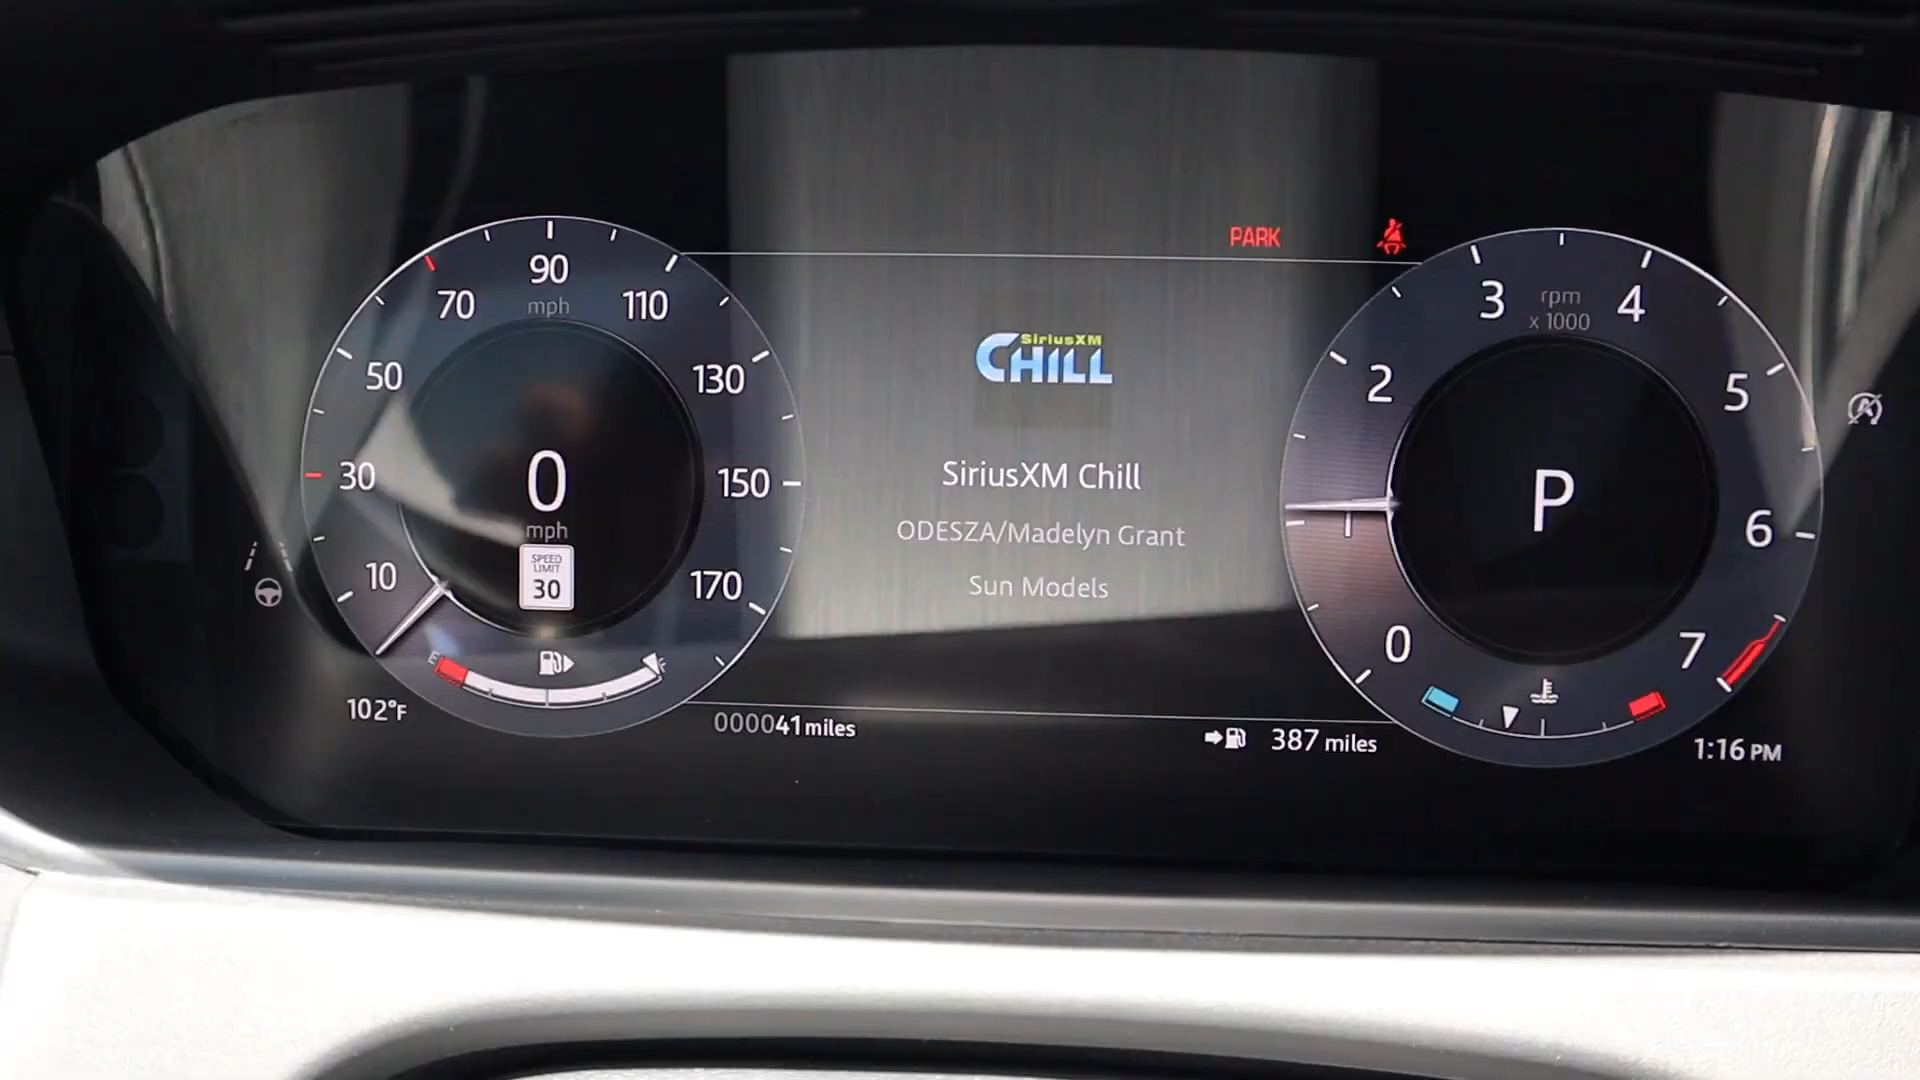 PARK
90
mph
70
110
50
130
30
150
10
170
0
mph
SPEED
LIMIT
30
E
F
102°F
000041 miles
SiriusXM
CHILL
SiriusXM Chill
ODESZA/Madelyn Grant
Sun Models
387 miles
rpm
x 1000
3
4
2
5
1
6
0
7
P
A
1:16 PM